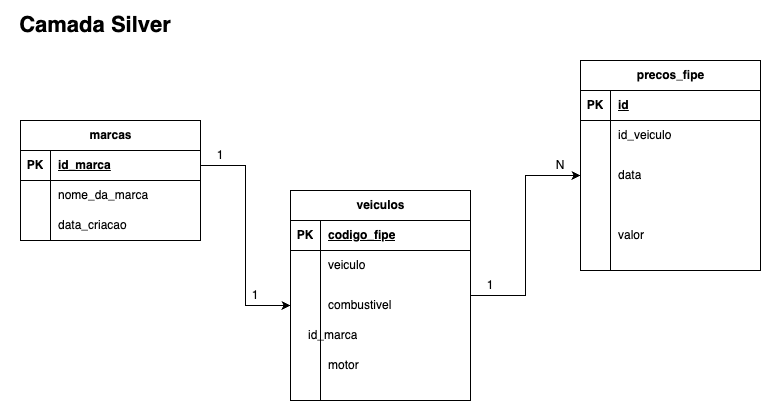 Camada Silver
marcas
PK id_marca
nome_da_marca
data_criacao
1
1
veiculos
PK codigo_fipe
veiculo
combustivel
id_marca
motor
1
N
precos_fipe
PK id
id_veiculo
data
valor